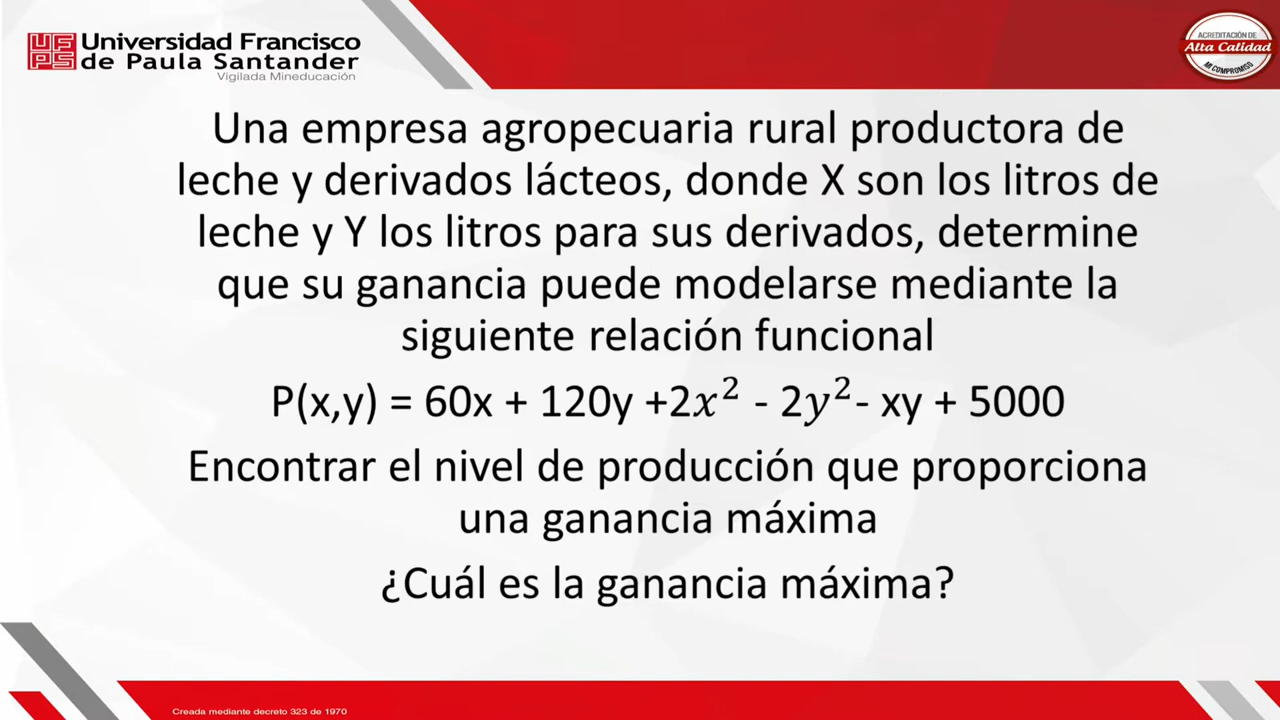 UFPS
Universidad Francisco
de Paula Santander
Vigilada Mineducación
ACREDITACIÓN DE
Alta Calidad
MI COMPROMISO
Una empresa agropecuaria rural productora de
leche y derivados lácteos, donde X son los litros de
leche y Y los litros para sus derivados, determine
que su ganancia puede modelarse mediante la
siguiente relación funcional
P(x,y) = 60x + 120y +2𝑥² - 2𝑦²- xy + 5000
Encontrar el nivel de producción que proporciona
una ganancia máxima
¿Cuál es la ganancia máxima?
Creada mediante decreto 323 de 1970